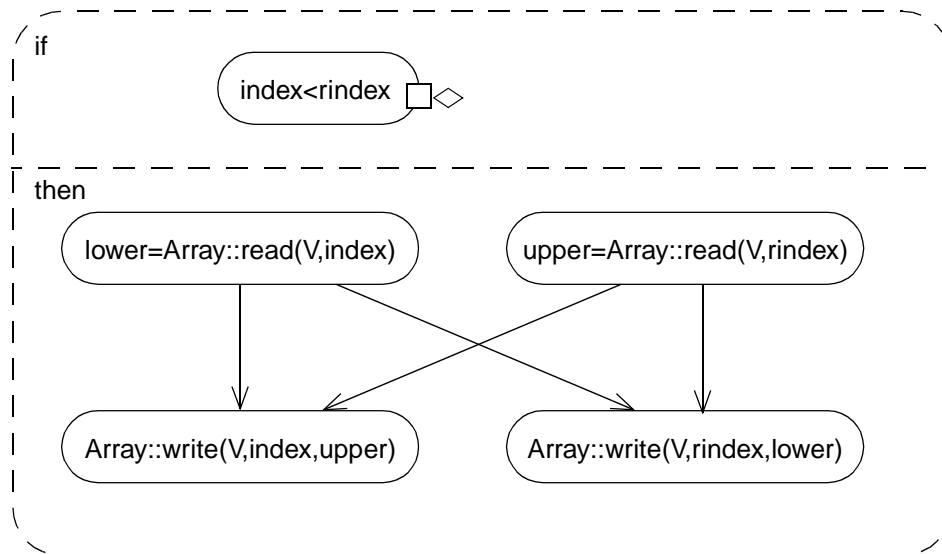 if
index<rindex
then
lower=Array::read(V,index)
upper=Array::read(V,rindex)
Array::write(V,index,upper)
Array::write(V,rindex,lower)